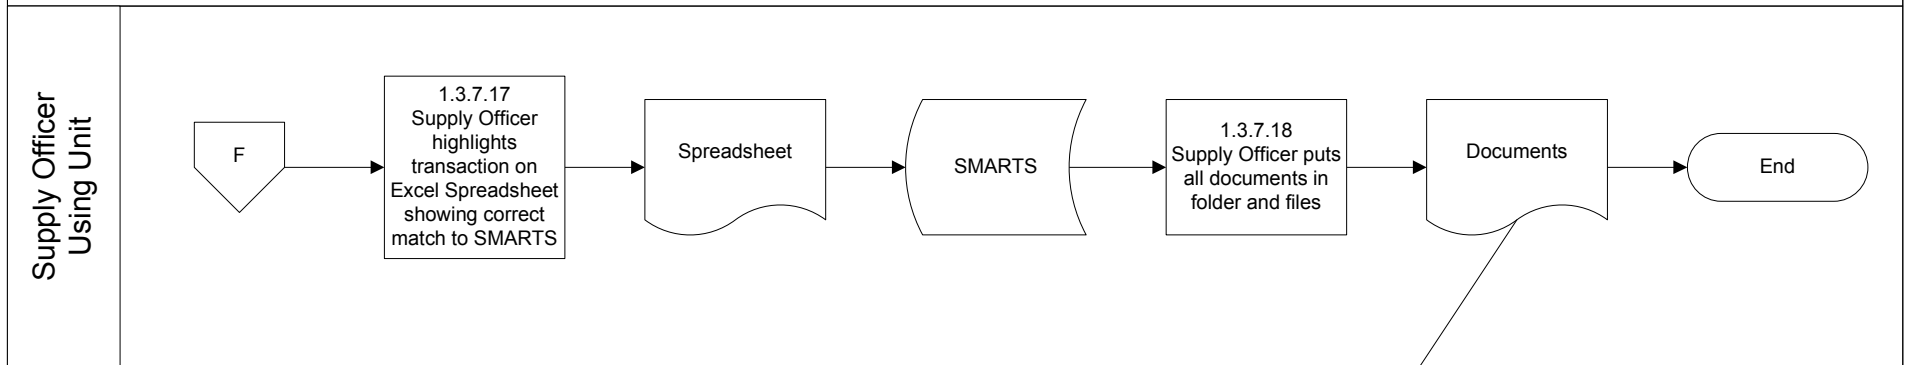 Supply Officer
Using Unit
F
1.3.7.17
Supply Officer
highlights
transaction on
Excel Spreadsheet
showing correct
match to SMARTS
Spreadsheet
SMARTS
1.3.7.18
Supply Officer puts
all documents in
folder and files
Documents
End